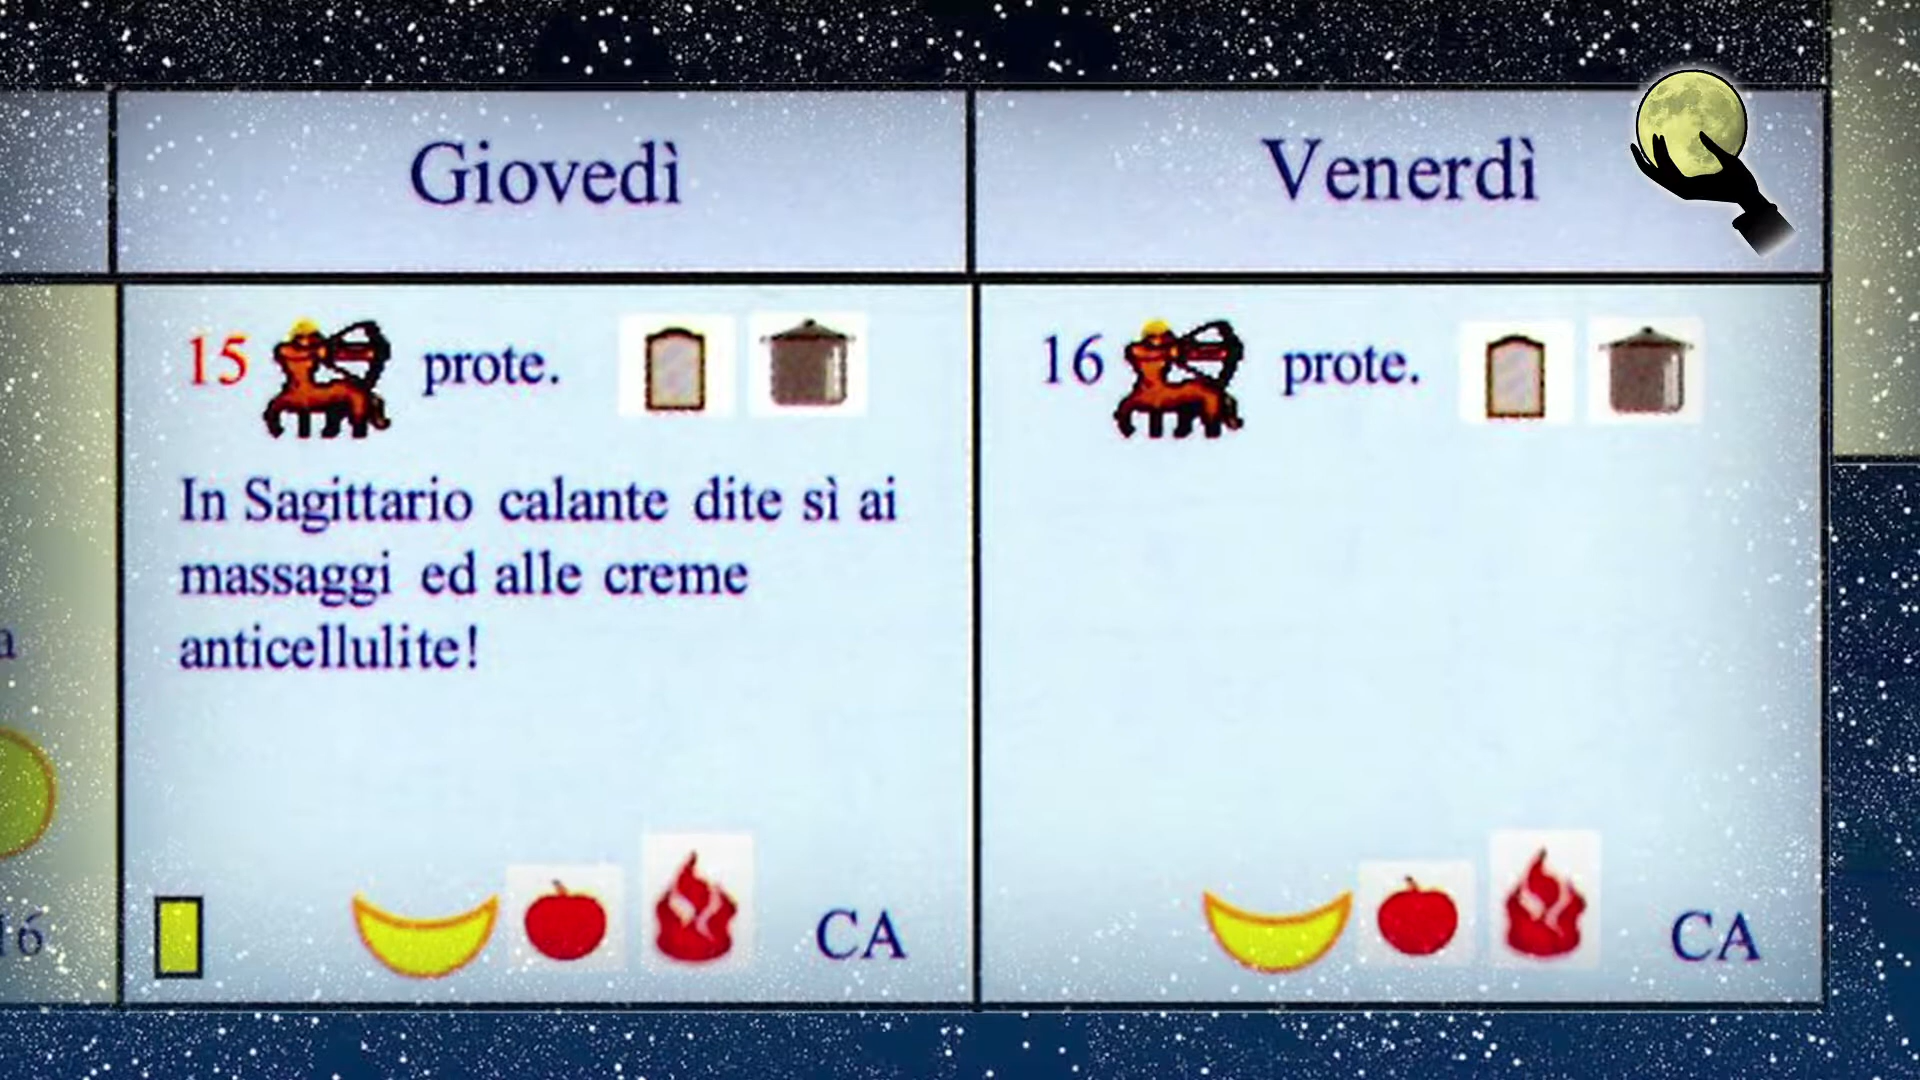 Giovedì
Venerdì
15 prote.
In Sagittario calante dite sì ai
massaggi ed alle creme
anticellulite!
CA
16 prote.
CA
a
16